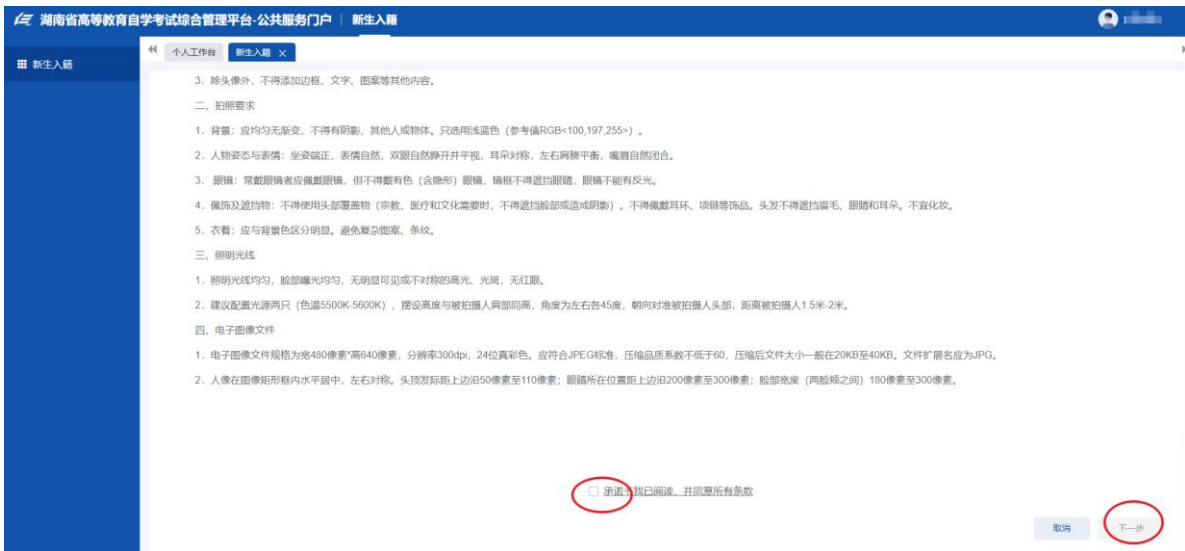 湖南省高等教育自学考试综合管理平台-公共服务门户 | 新生入籍
新生入籍
个人工作台 新生入籍 ×
3. 除头像外，不得添加边框、文字、图案等其他内容。
二、拍照要求
1. 背景：应均匀无渐变，不得有阴影、其他人或物体。只选用浅蓝色（参考值RGB<100,197,255>）。
2. 人物姿态与表情：坐姿端正，表情自然，双眼自然睁开并平视，耳朵对称，左右肩膀平衡，嘴唇自然闭合。
3. 眼镜：常戴眼镜者应佩戴眼镜，但不得戴有色（含隐形）眼镜，镜框不得遮挡眼睛，眼镜不能有反光。
4. 佩饰及遮挡物：不得使用头部覆盖物（宗教、医疗和文化需要时，不得遮挡脸部或造成阴影）。不得佩戴耳环、项链等饰品。头发不得遮挡眉毛、眼睛和耳朵。不宜化妆。
5. 衣着：应与背景色区分明显。避免复杂图案、条纹。
三、照明光线
1. 照明光线均匀，脸部曝光均匀，无明显可见或不对称的高光、光斑，无红眼。
2. 建议配置光源两只（色温5500K-5600K），摆设高度与被拍摄人肩部同高，角度为左右各45度，朝向对准被拍摄人头部，距离被拍摄人1.5米-2米。
四、电子图像文件
1. 电子图像文件规格为宽480像素*高640像素，分辨率300dpi，24位真彩色。应符合JPEG标准，压缩品质系数不低于60，压缩后文件大小一般在20KB至40KB。文件扩展名应为JPG。
2. 人像在图像矩形框内水平居中，左右对称。头顶发际距上边沿50像素至110像素；眼睛所在位置距上边沿200像素至300像素；脸部宽度（两脸颊之间）180像素至300像素。
承诺书我已阅读，并同意所有条款
取消 下一步